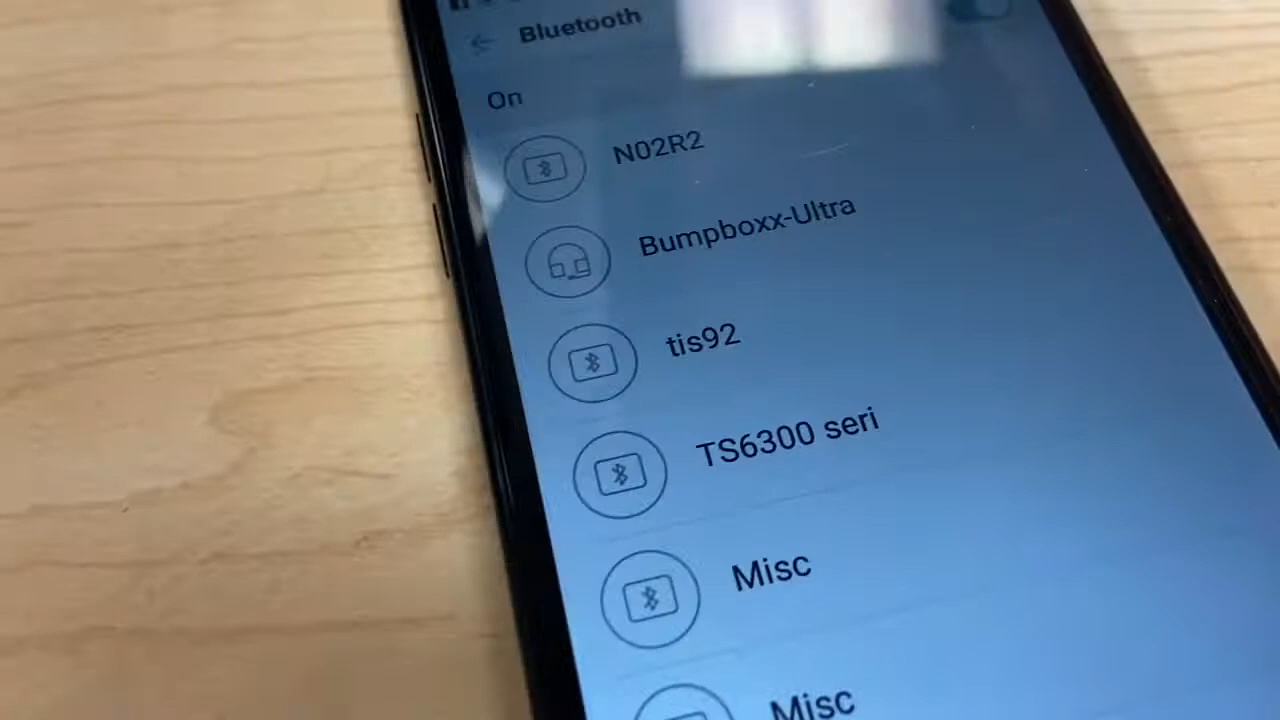 Bluetooth
On
N02R2
Bumpboxx-Ultra
tis92
TS6300 seri
Misc
Misc